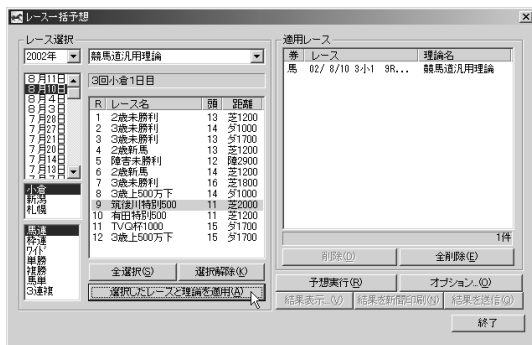 レース一括予想
レース選択
2002年
競馬道汎用理論
8月11日
8月10日
8月4日
8月3日
7月28日
7月27日
7月21日
7月20日
7月14日
7月13日
3回小倉1日目
R レース名 頭 距離
1 2歳未勝利 13 芝1200
2 3歳未勝利 14 ダ1000
3 3歳未勝利 13 ダ1700
4 2歳新馬 13 芝1200
5 障害未勝利 12 障2900
6 2歳新馬 14 芝1200
7 3歳未勝利 16 芝1800
8 3歳上500万下 14 ダ1000
9 筑後川特別500 11 芝2000
10 有田特別500 11 芝1200
11 TVQ杯1000 15 ダ1700
12 3歳上500万下 15 ダ1700
小倉
新潟
札幌
馬連
枠連
ワイド
単勝
複勝
馬単
3連複
全選択(S)
選択解除(K)
選択したレースと理論を適用(A)
適用レース
券 レース 理論名
馬 02/ 8/10 3小1 9R... 競馬道汎用理論
1件
削除(D)
全削除(E)
予想実行(R)
オプション...(O)
結果表示...(V)
結果を新聞印刷(N)
結果を送信(Q)
終了